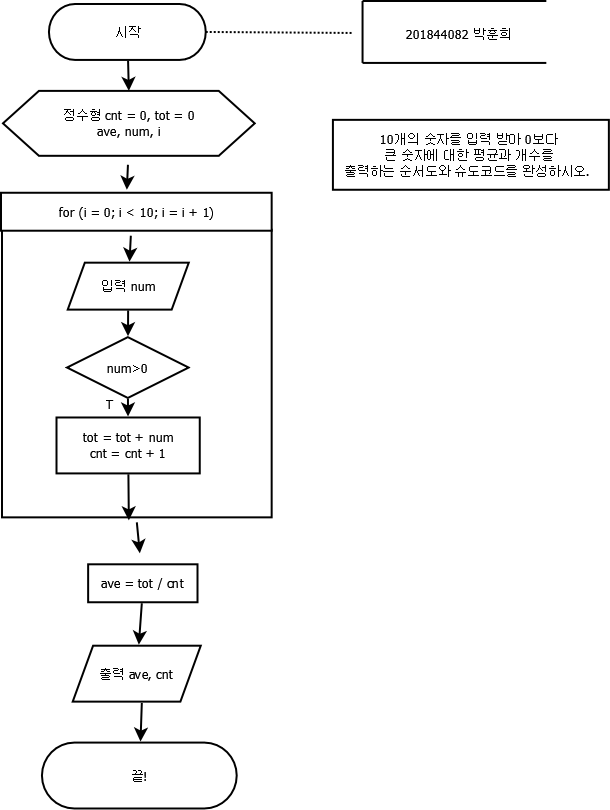 시작
201844082 박훈희
정수형 cnt = 0, tot = 0
ave, num, i
10개의 숫자를 입력 받아 0보다
큰 숫자에 대한 평균과 개수를
출력하는 순서도와 슈도코드를 완성하시오.
for (i = 0; i < 10; i = i + 1)
입력 num
num>0
T
tot = tot + num
cnt = cnt + 1
ave = tot / cnt
출력 ave, cnt
끝!